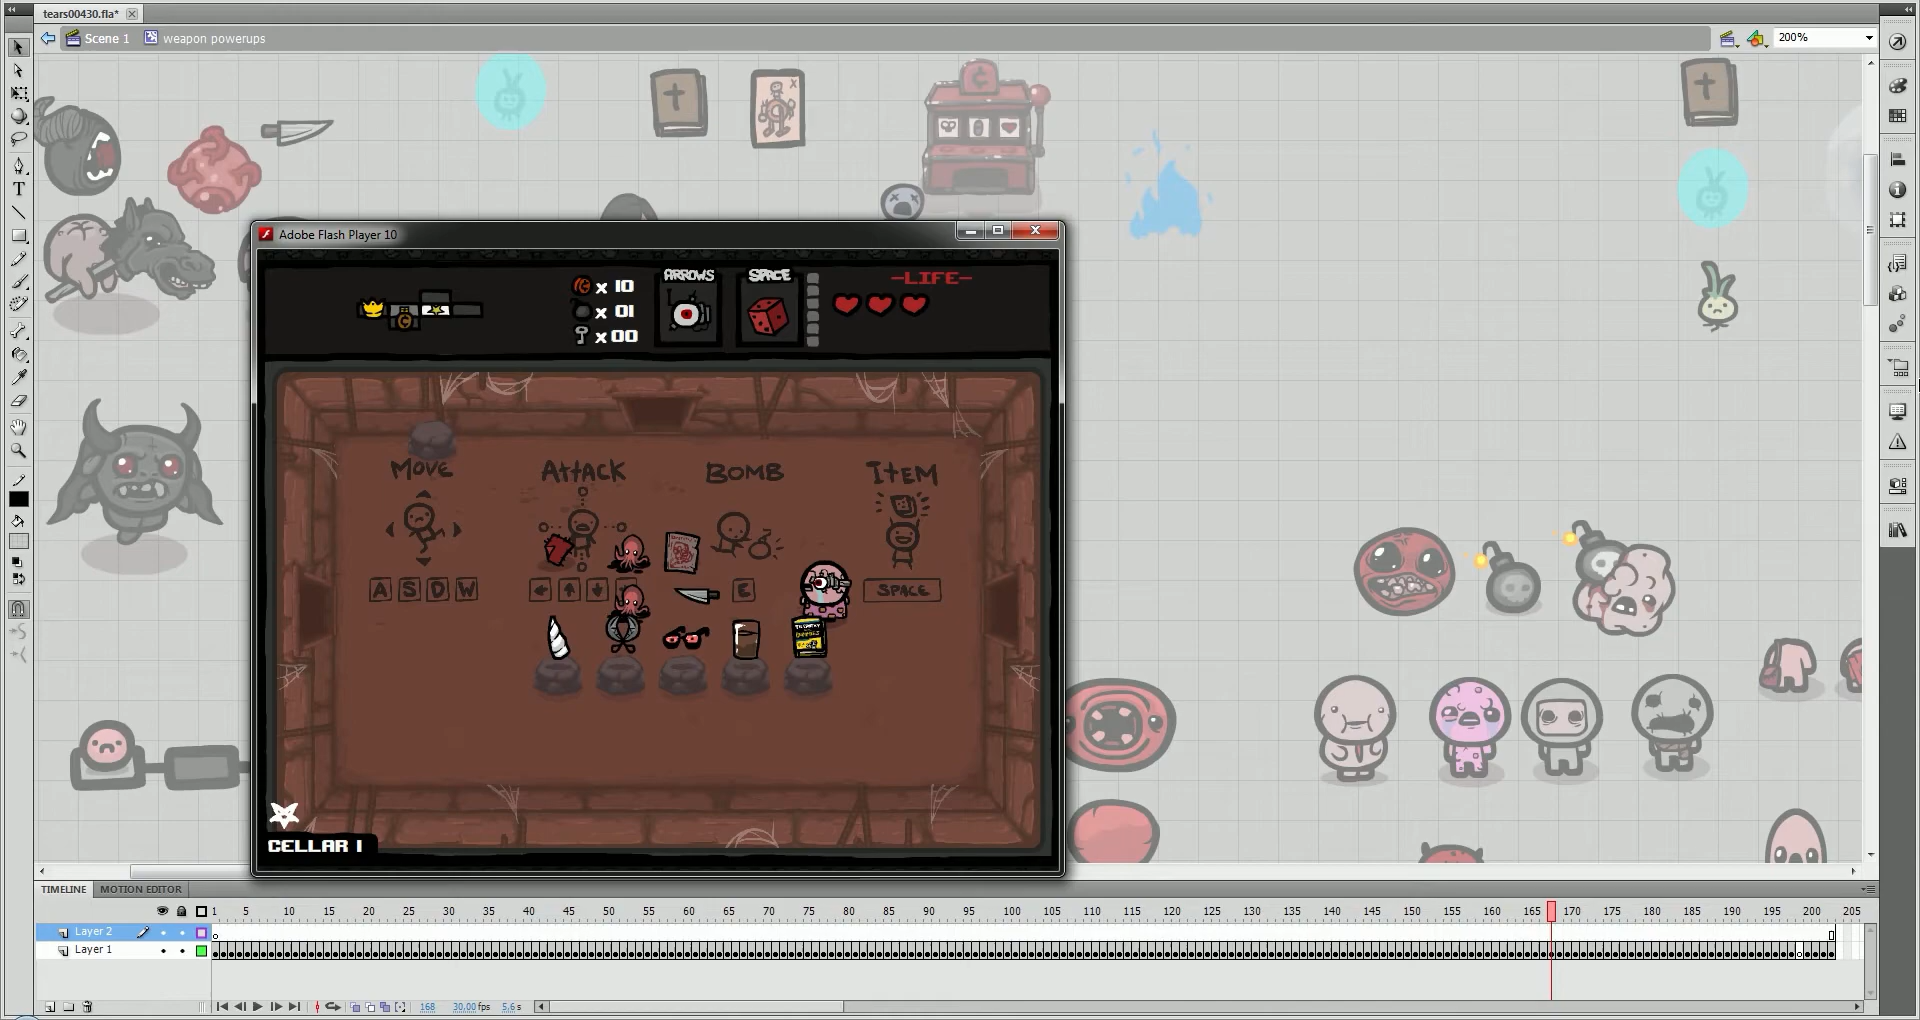 tears00430.fla*
Scene 1 weapon powerups 200%
Adobe Flash Player 10
ARROWS SPACE -LIFE-
x 10
x 01
x 00
MOVE ATTACK BOMB ITEM
A S D W E SPACE
CELLAR I
TIMELINE MOTION EDITOR
1 5 10 15 20 25 30 35 40 45 50 55 60 65 70 75 80 85 90 95 100 105 110 115 120 125 130 135 140 145 150 155 160 165 170 175 180 185 190 195 200 205
Layer 2
Layer 1
168 30.00 fps 5.6 s